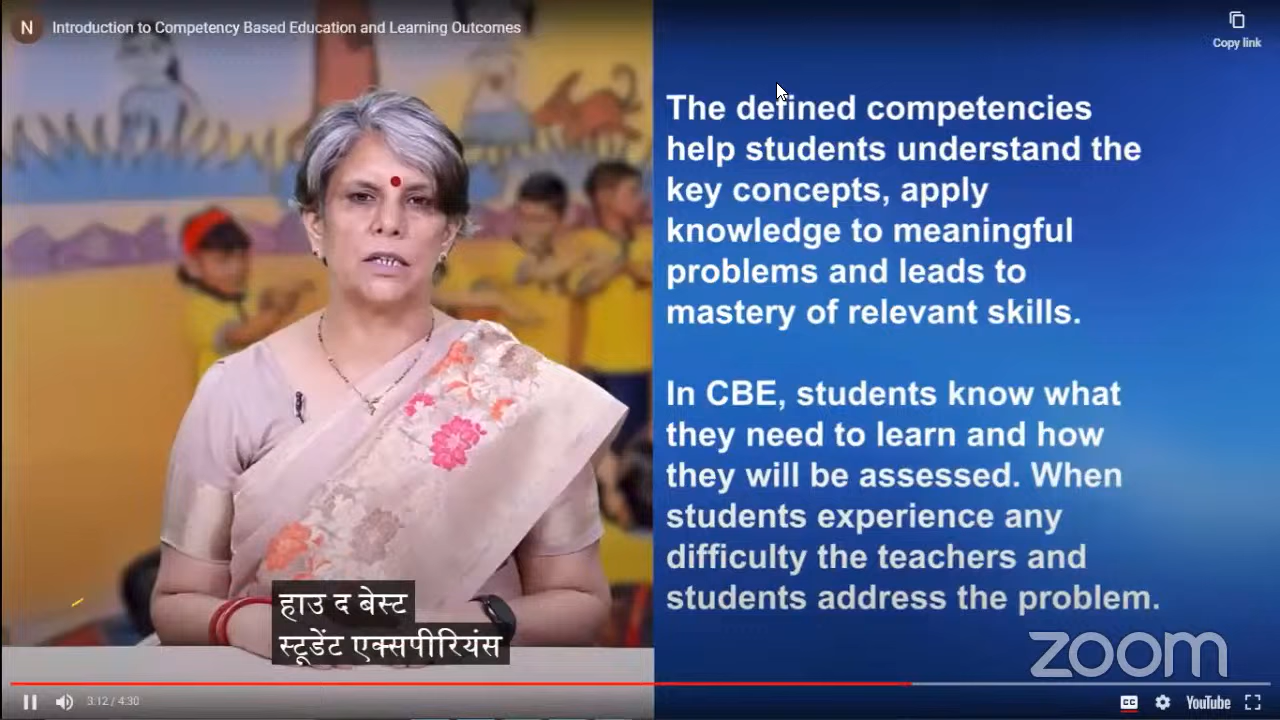 N Introduction to Competency Based Education and Learning Outcomes
Copy link
The defined competencies
help students understand the
key concepts, apply
knowledge to meaningful
problems and leads to
mastery of relevant skills.
In CBE, students know what
they need to learn and how
they will be assessed. When
students experience any
difficulty the teachers and
students address the problem.
हाउ द बेस्ट
स्टूडेंट एक्सपीरियंस
zoom
3:12 / 4:30
CC
YouTube